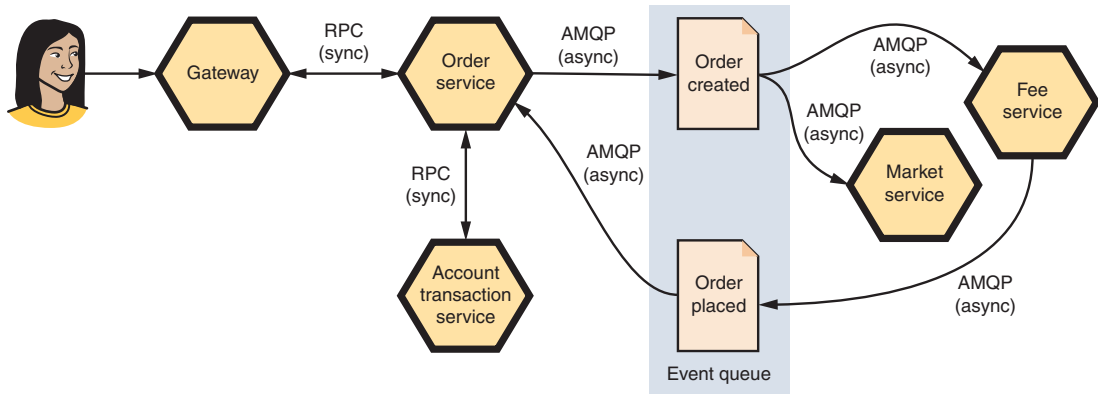 Gateway
RPC
(sync)
Order
service
AMQP
(async)
Order
created
AMQP
(async)
Fee
service
AMQP
(async)
Market
service
RPC
(sync)
AMQP
(async)
Account
transaction
service
Order
placed
AMQP
(async)
Event queue